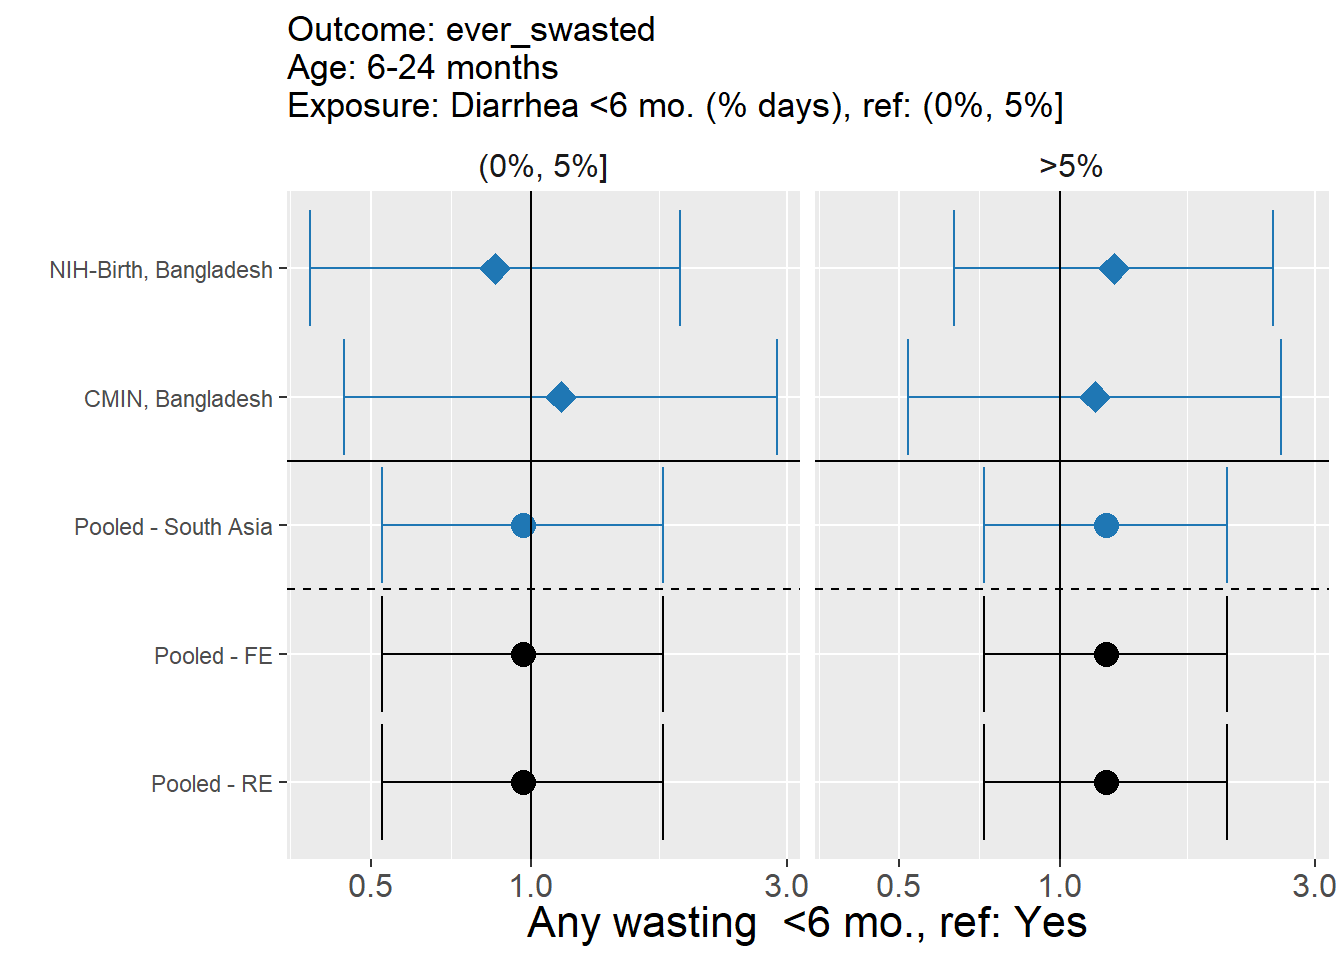 Outcome: ever_swasted
Age: 6-24 months
Exposure: Diarrhea <6 mo. (% days), ref: (0%, 5%]
(0%, 5%]
>5%
NIH-Birth, Bangladesh
CMIN, Bangladesh
Pooled - South Asia
Pooled - FE
Pooled - RE
0.5 1.0 3.0 0.5 1.0 3.0
Any wasting  <6 mo., ref: Yes